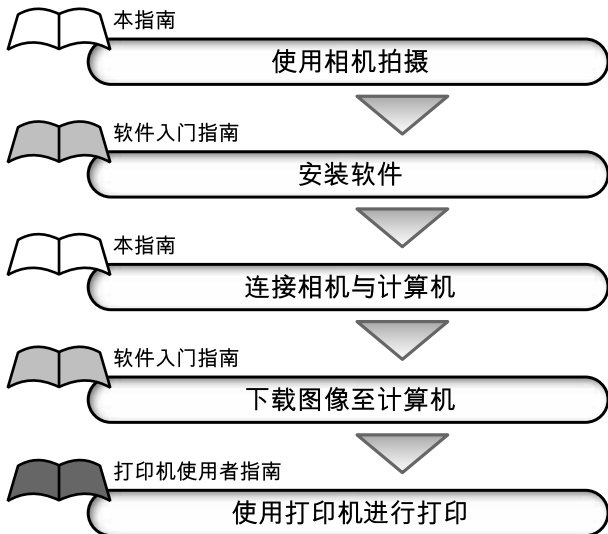 本指南
使用相机拍摄
软件入门指南
安装软件
本指南
连接相机与计算机
软件入门指南
下载图像至计算机
打印机使用者指南
使用打印机进行打印